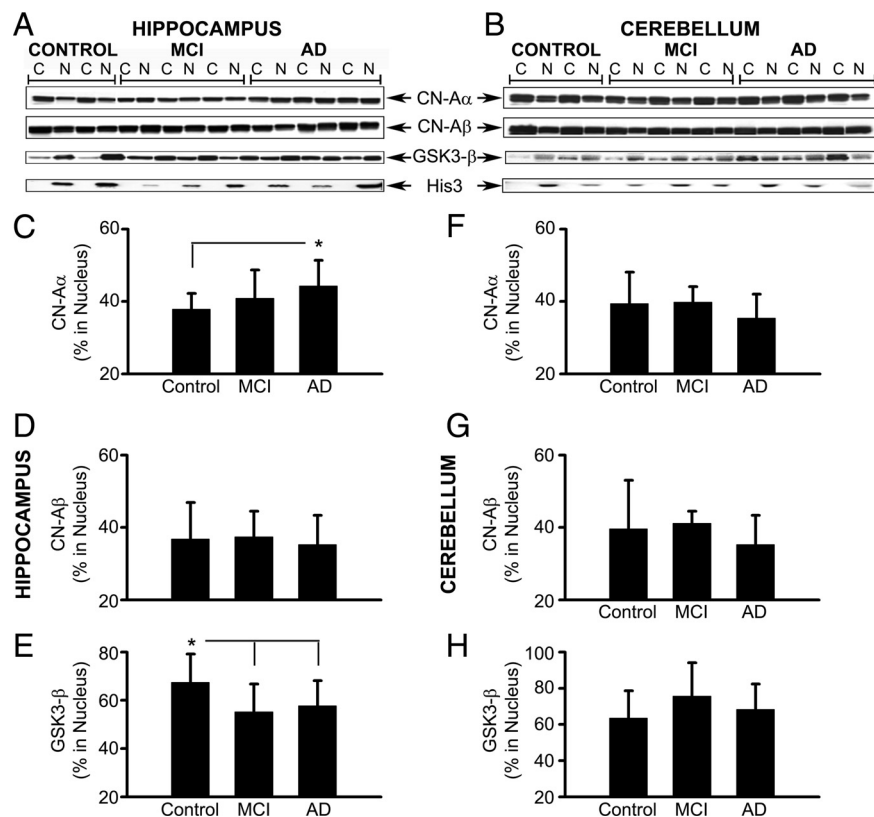 A
HIPPOCAMPUS
CONTROL MCI AD
C N C N C N C N C N C N C N C N
B
CEREBELLUM
CONTROL MCI AD
C N C N C N C N C N C N C N C N
CN-Aα
CN-Aβ
GSK3-β
His3
C
60
40
20
CN-Aα
(% in Nucleus)
*
Control MCI AD
F
60
40
20
CN-Aα
(% in Nucleus)
Control MCI AD
D
HIPPOCAMPUS
60
40
20
CN-Aβ
(% in Nucleus)
G
CEREBELLUM
60
40
20
CN-Aβ
(% in Nucleus)
Control MCI AD
E
80
60
40
20
GSK3-β
(% in Nucleus)
*
Control MCI AD
H
100
80
60
40
20
GSK3-β
(% in Nucleus)
Control MCI AD